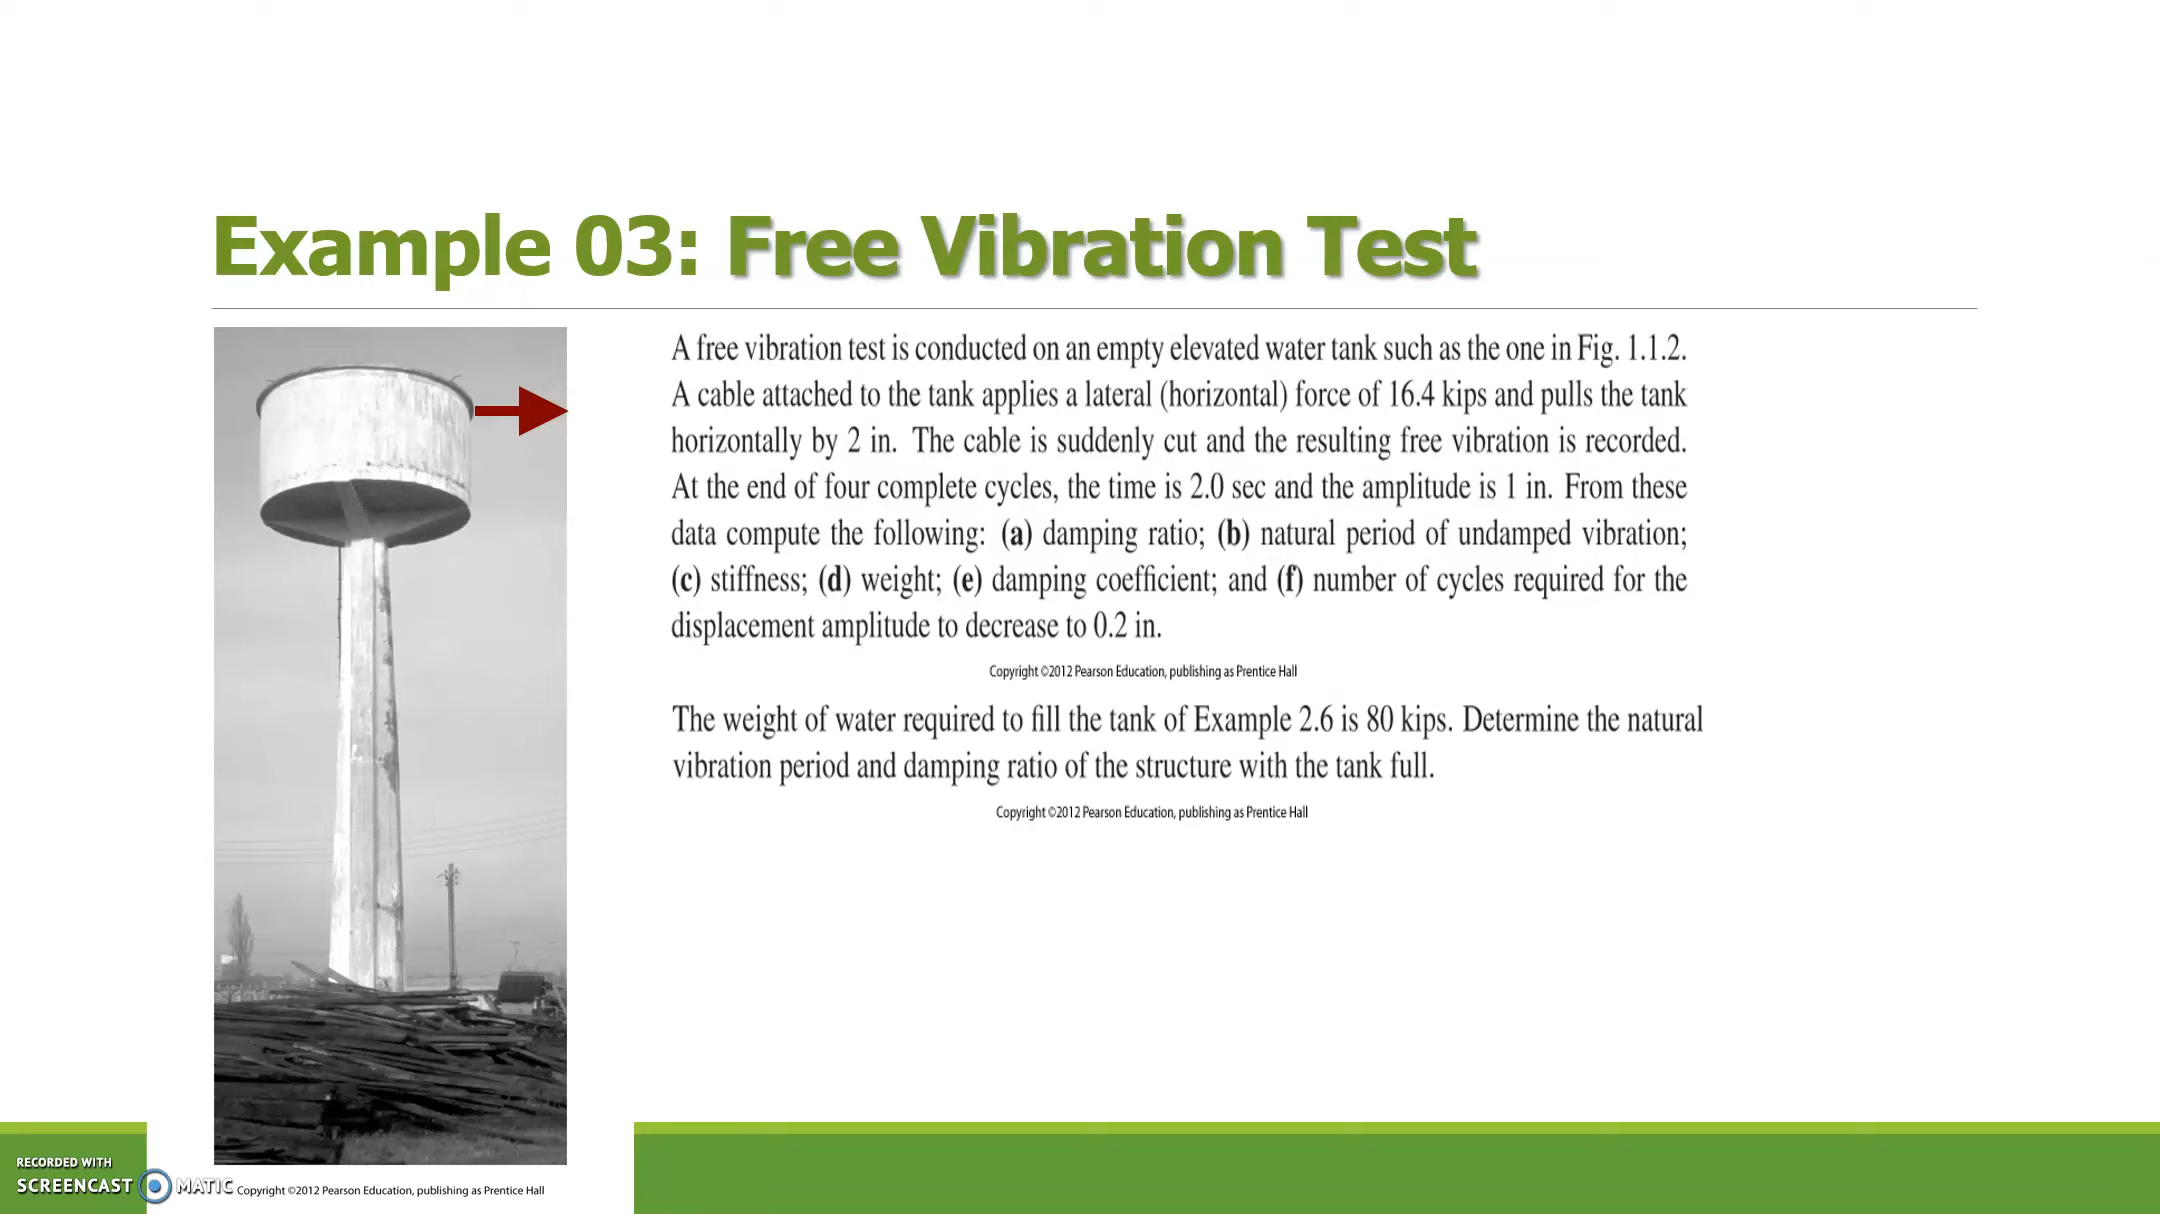 Example 03: Free Vibration Test
A free vibration test is conducted on an empty elevated water tank such as the one in Fig. 1.1.2.
A cable attached to the tank applies a lateral (horizontal) force of 16.4 kips and pulls the tank
horizontally by 2 in. The cable is suddenly cut and the resulting free vibration is recorded.
At the end of four complete cycles, the time is 2.0 sec and the amplitude is 1 in. From these
data compute the following: (a) damping ratio; (b) natural period of undamped vibration;
(c) stiffness; (d) weight; (e) damping coefficient; and (f) number of cycles required for the
displacement amplitude to decrease to 0.2 in.
Copyright ©2012 Pearson Education, publishing as Prentice Hall
The weight of water required to fill the tank of Example 2.6 is 80 kips. Determine the natural
vibration period and damping ratio of the structure with the tank full.
Copyright ©2012 Pearson Education, publishing as Prentice Hall
RECORDED WITH
SCREENCAST MATIC
Copyright ©2012 Pearson Education, publishing as Prentice Hall